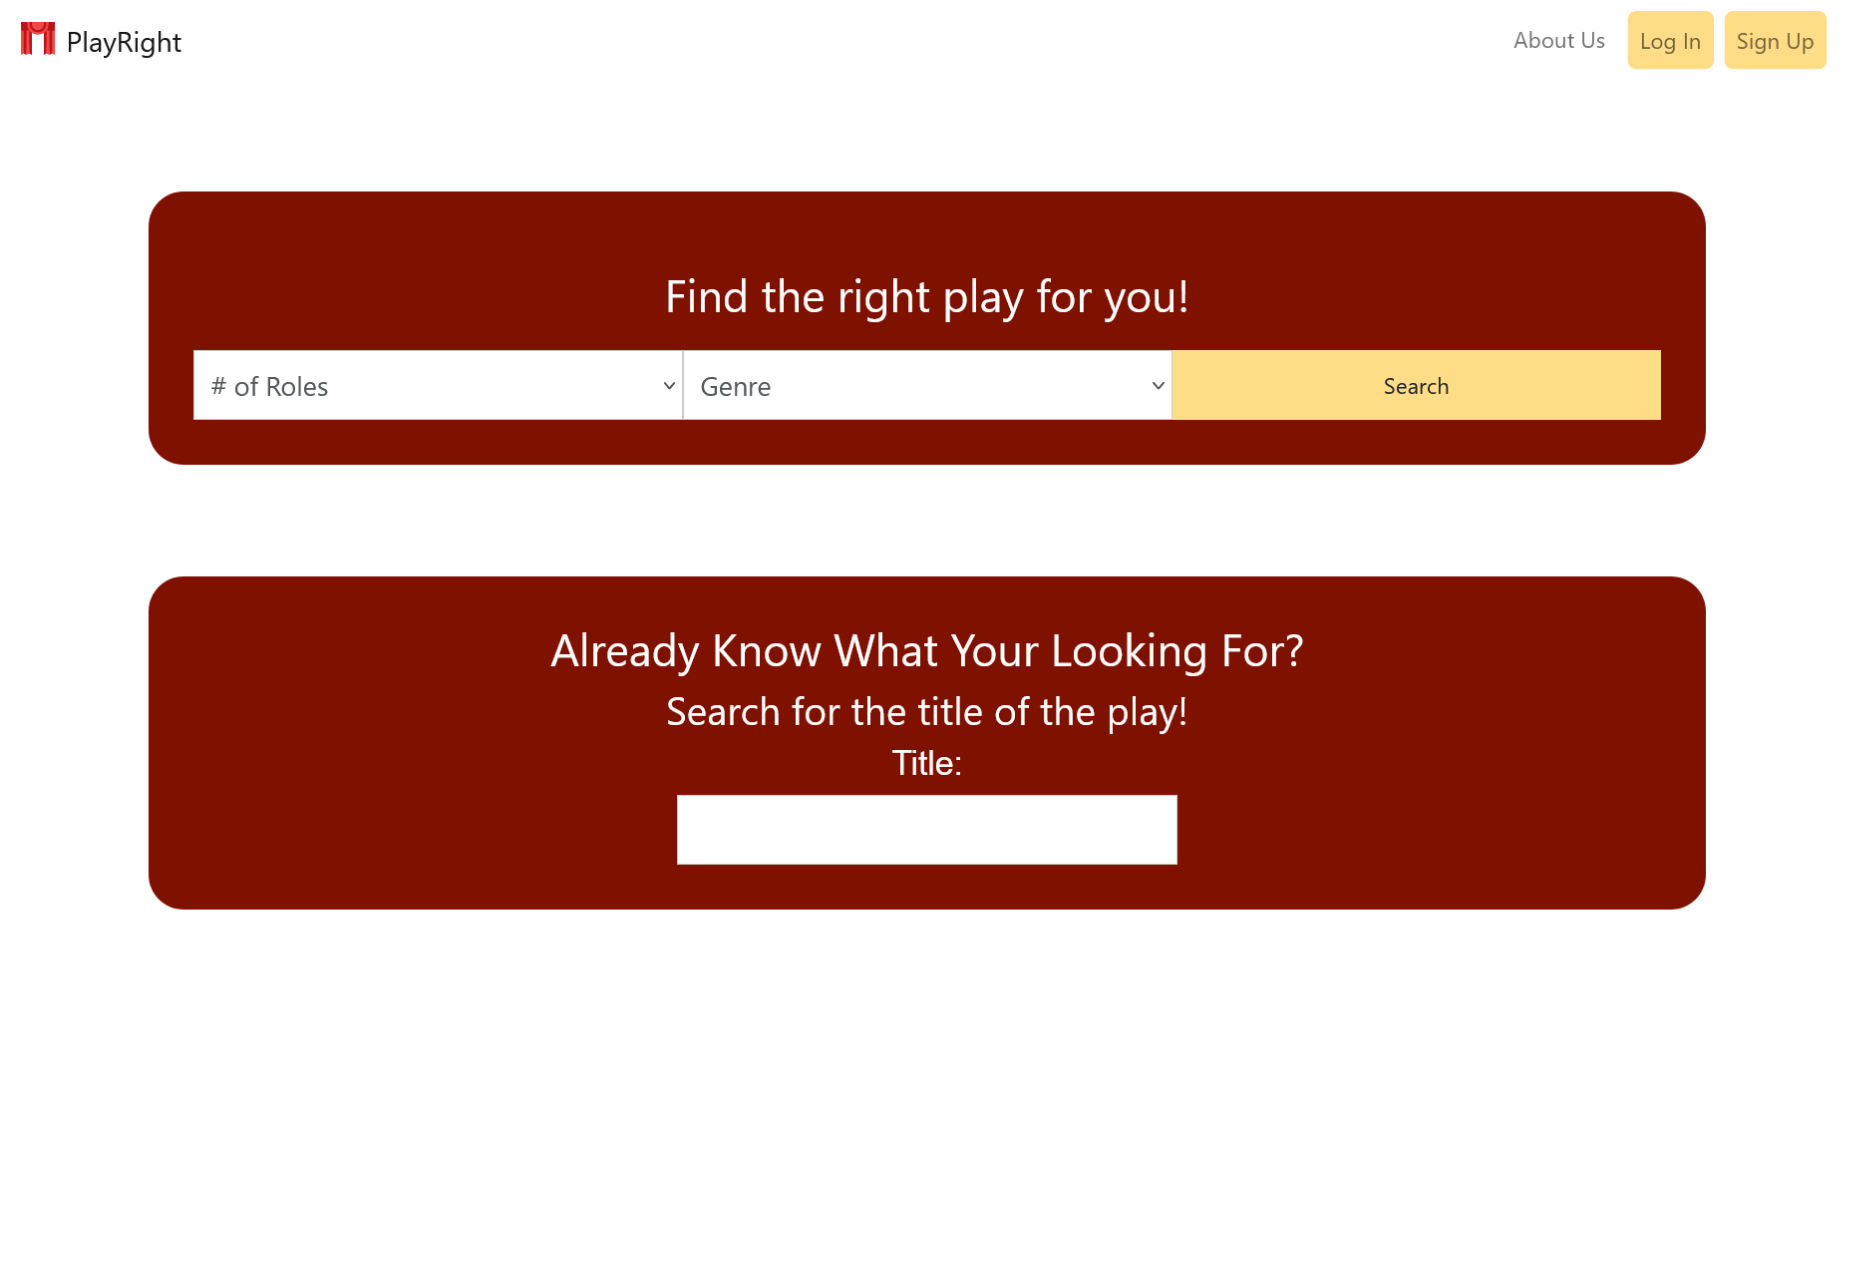 PlayRight
About Us
Log In
Sign Up
Find the right play for you!
# of Roles
Genre
Search
Already Know What Your Looking For?
Search for the title of the play!
Title: